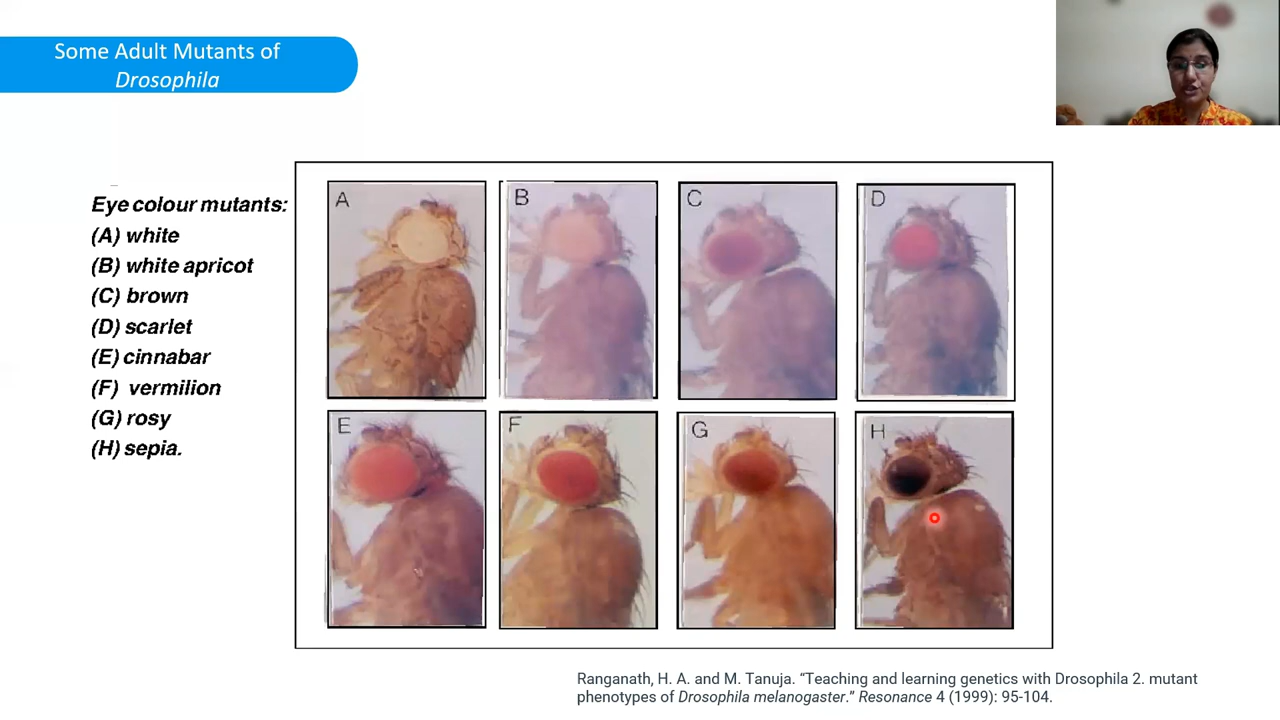 Some Adult Mutants of
Drosophila
Eye colour mutants:
(A) white
(B) white apricot
(C) brown
(D) scarlet
(E) cinnabar
(F) vermilion
(G) rosy
(H) sepia.
A
B
C
D
E
F
G
H
Ranganath, H. A. and M. Tanuja. “Teaching and learning genetics with Drosophila 2. mutant
phenotypes of Drosophila melanogaster.” Resonance 4 (1999): 95-104.